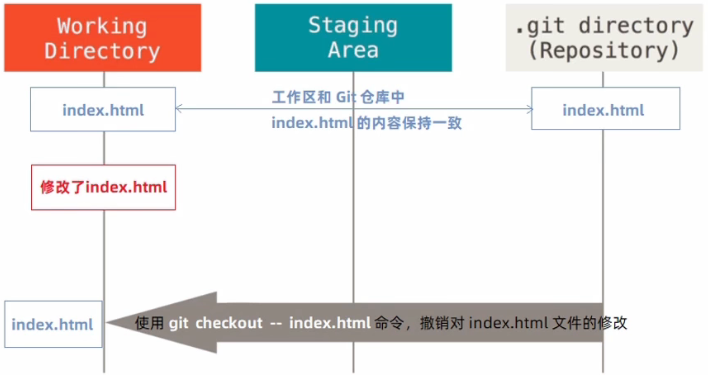 Working
Directory
Staging
Area
.git directory
(Repository)
index.html
工作区和 Git 仓库中
index.html 的内容保持一致
index.html
修改了index.html
index.html
使用 git checkout -- index.html 命令，撤销对 index.html 文件的修改